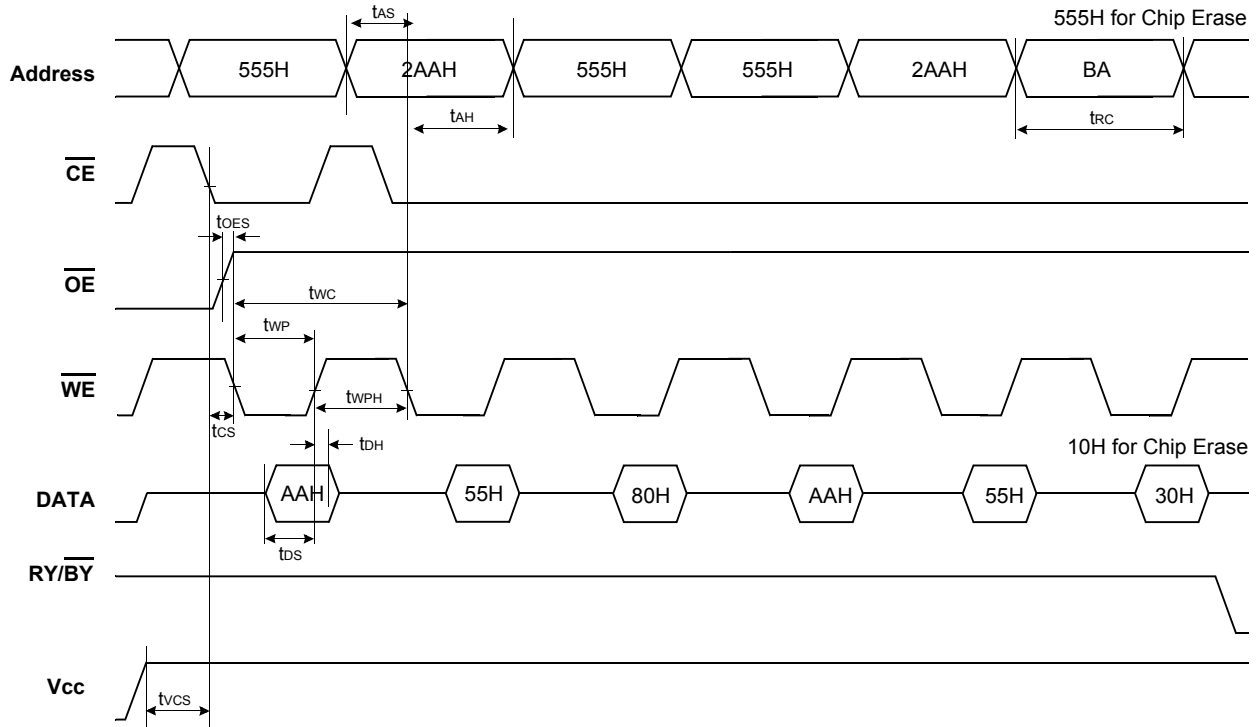 tAS
555H for Chip Erase
Address
555H
2AAH
555H
555H
2AAH
BA
tAH
tRC
CE
tOES
OE
tWC
tWP
WE
tWPH
tCS
tDH
10H for Chip Erase
DATA
AAH
55H
80H
AAH
55H
30H
tDS
RY/BY
Vcc
tVCS